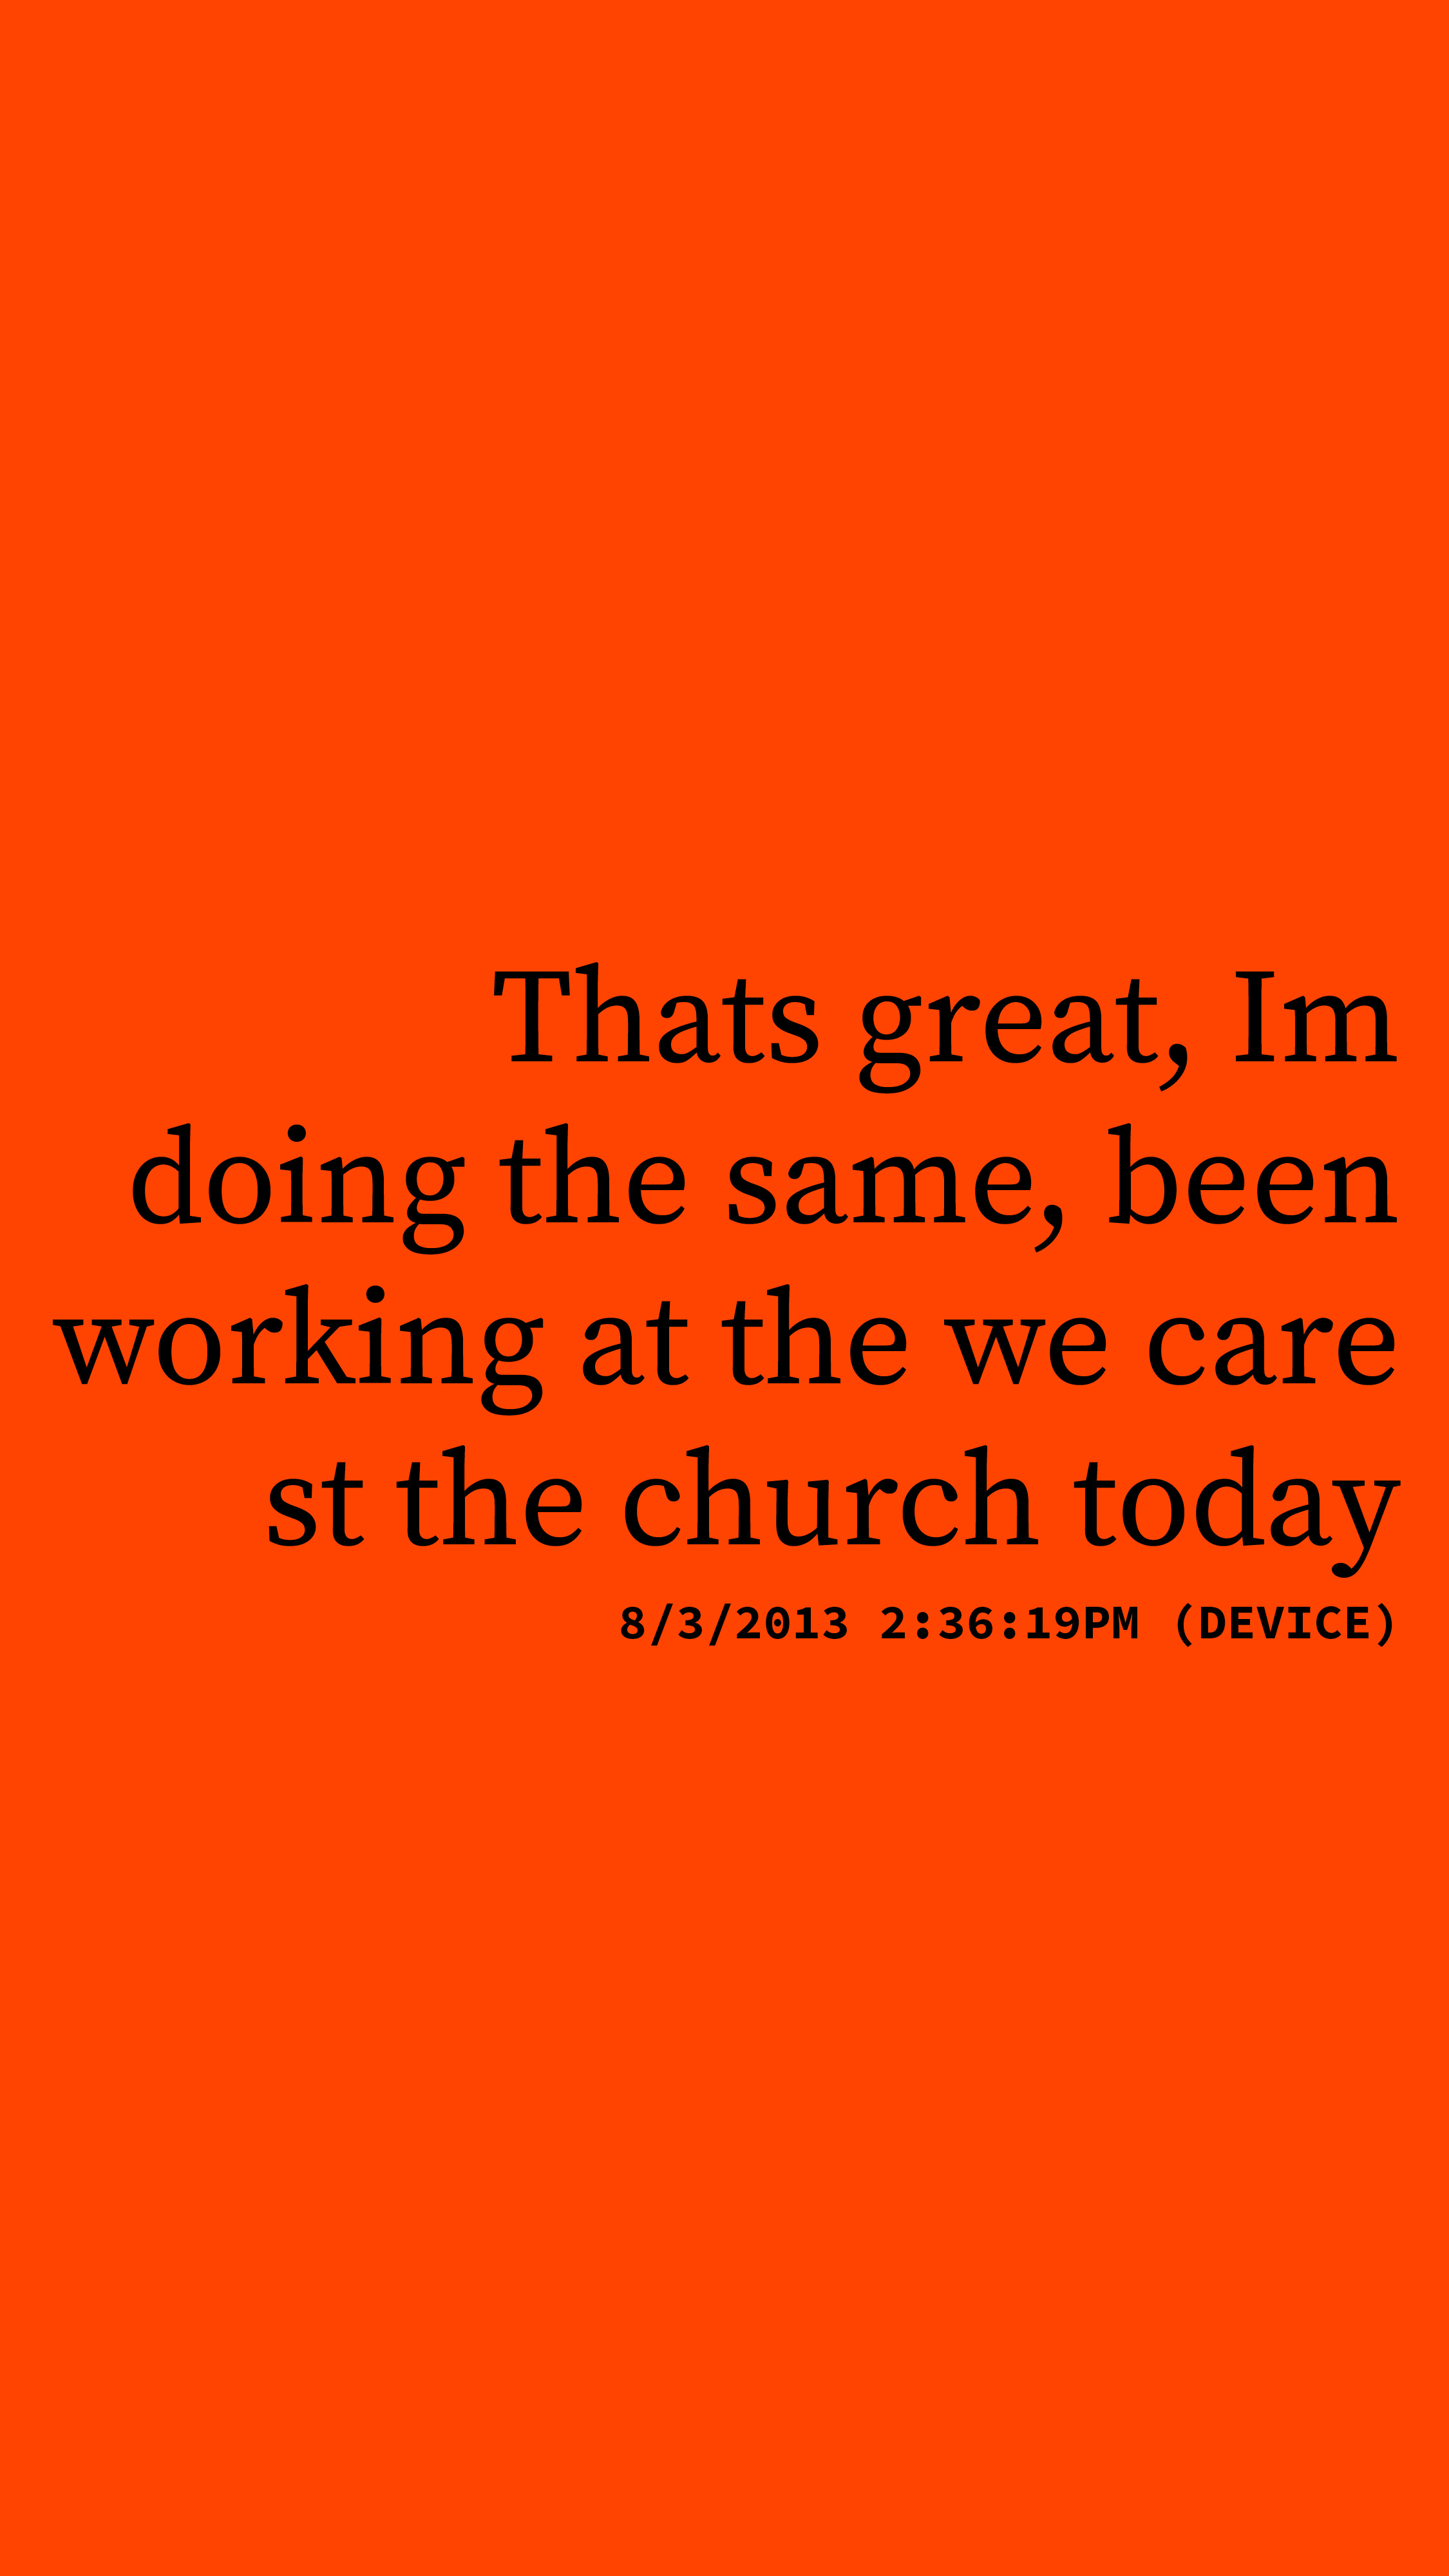 Thats great, Im
doing the same, been
working at the we care
st the church today
8/3/2013 2:36:19PM (DEVICE)